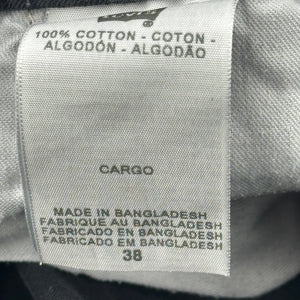 100% COTTON - COTON -
ALGODÓN - ALGODÃO
CARGO
MADE IN BANGLADESH
FABRIQUE AU BANGLADESH
FABRICADO EN BANGLADESH
FABRICADO EM BANGLADESH
38